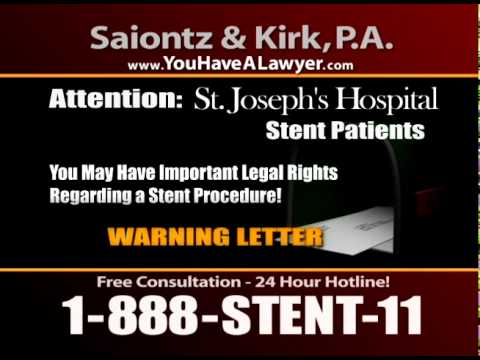 Saiontz & Kirk, P.A.
www.YouHaveALawyer.com
Attention: St. Joseph's Hospital
Stent Patients
You May Have Important Legal Rights
Regarding a Stent Procedure!
WARNING LETTER
Free Consultation - 24 Hour Hotline!
1-888-STENT-11